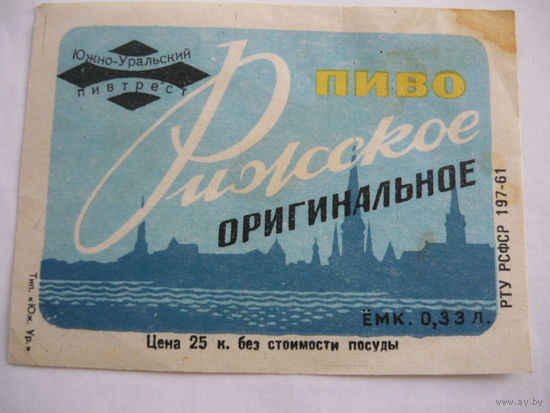 Южно-Уральский
пивтрест
ПИВО
Рижское
ОРИГИНАЛЬНОЕ
ЁМК. 0,33 Л.
Цена 25 к. без стоимости посуды
Тип. «Юж. Ур.»
РТУ РСФСР 197-61
www.ay.by